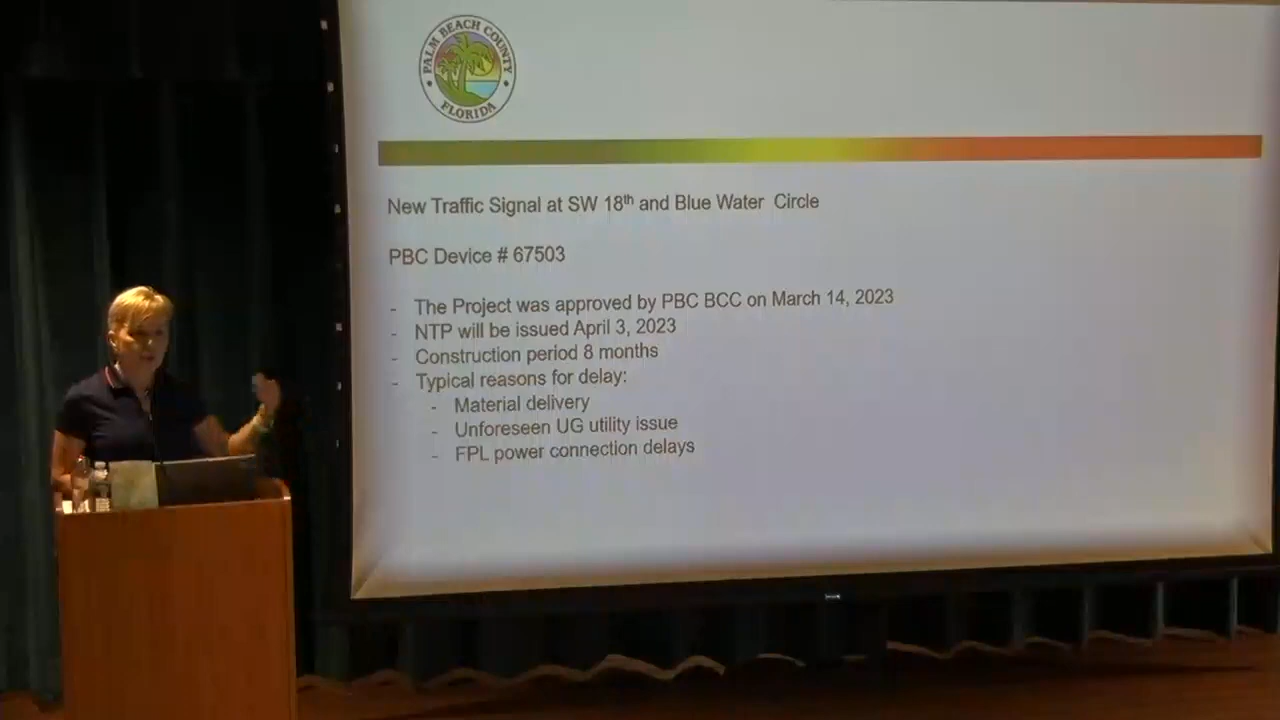 PALM BEACH COUNTY
FLORIDA
New Traffic Signal at SW 18th and Blue Water Circle
PBC Device # 67503
- The Project was approved by PBC BCC on March 14, 2023
- NTP will be issued April 3, 2023
- Construction period 8 months
- Typical reasons for delay:
- Material delivery
- Unforeseen UG utility issue
- FPL power connection delays